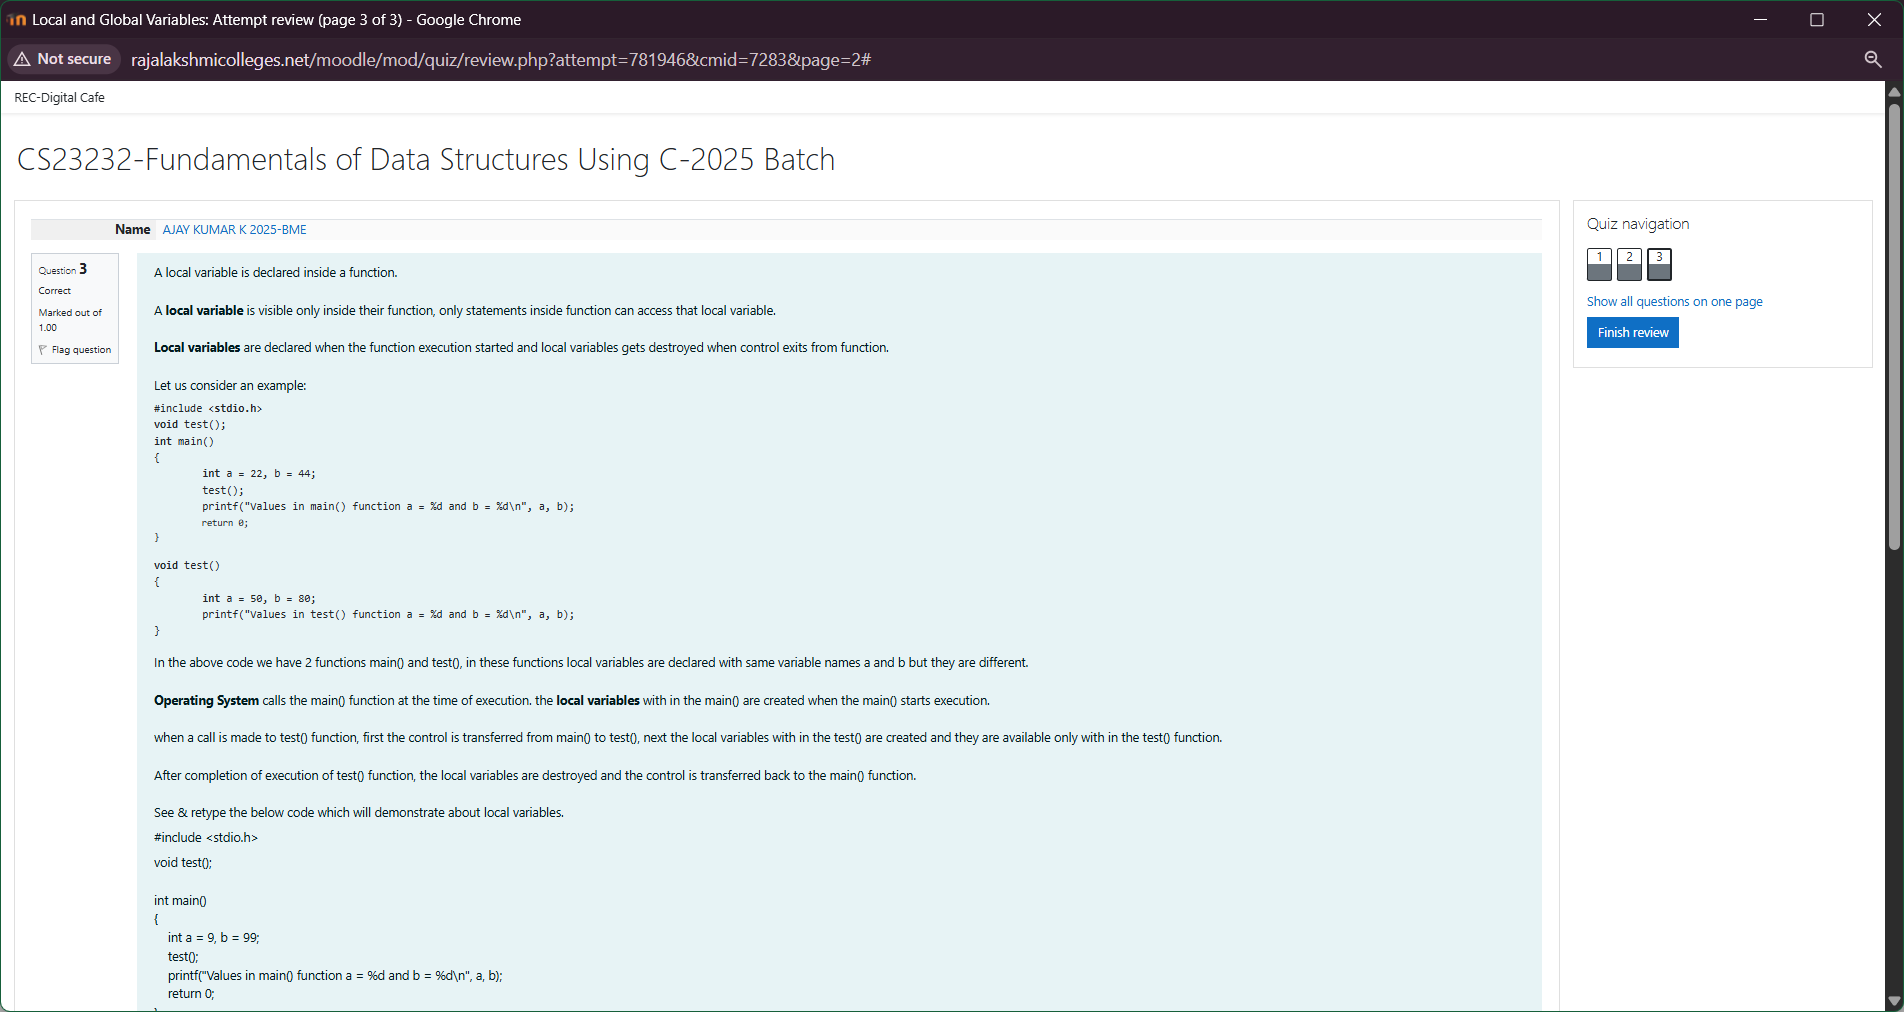 Local and Global Variables: Attempt review (page 3 of 3) - Google Chrome
Not secure
rajalakshmicolleges.net/moodle/mod/quiz/review.php?attempt=781946&cmid=7283&page=2#
REC-Digital Cafe
CS23232-Fundamentals of Data Structures Using C-2025 Batch
Name AJAY KUMAR K 2025-BME
Question 3
Correct
Marked out of
1.00
Flag question
A local variable is declared inside a function.
A local variable is visible only inside their function, only statements inside function can access that local variable.
Local variables are declared when the function execution started and local variables gets destroyed when control exits from function.
Let us consider an example:
#include <stdio.h>
void test();
int main()
{
int a = 22, b = 44;
test();
printf("Values in main() function a = %d and b = %d\n", a, b);
return 0;
}
void test()
{
int a = 50, b = 80;
printf("Values in test() function a = %d and b = %d\n", a, b);
}
In the above code we have 2 functions main() and test(), in these functions local variables are declared with same variable names a and b but they are different.
Operating System calls the main() function at the time of execution. the local variables with in the main() are created when the main() starts execution.
when a call is made to test() function, first the control is transferred from main() to test(), next the local variables with in the test() are created and they are available only with in the test() function.
After completion of execution of test() function, the local variables are destroyed and the control is transferred back to the main() function.
See & retype the below code which will demonstrate about local variables.
#include <stdio.h>
void test();
int main()
{
int a = 9, b = 99;
test();
printf("Values in main() function a = %d and b = %d\n", a, b);
return 0;
Quiz navigation
1 2 3
Show all questions on one page
Finish review